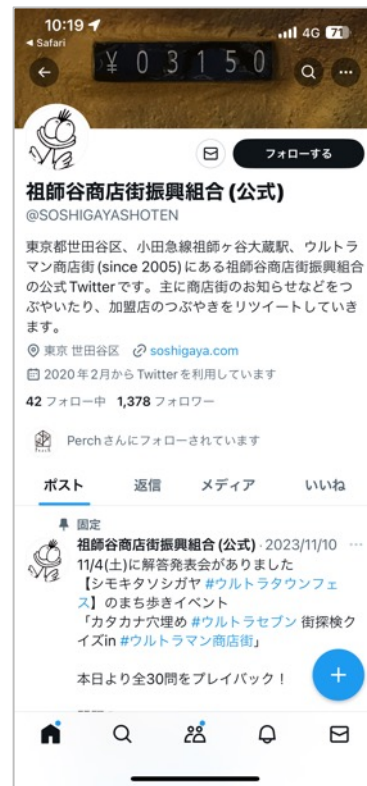 10:19
4G 71
◀ Safari
¥ 0 3 1 5 0
フォローする
祖師谷商店街振興組合 (公式)
@SOSHIGAYASHOTEN
東京都世田谷区、小田急線祖師ヶ谷大蔵駅、ウルトラ
マン商店街 (since 2005) にある祖師谷商店街振興組合
の公式Twitterです。主に商店街のお知らせなどをつ
ぶやいたり、加盟店のつぶやきをリツイートしていき
ます。
東京 世田谷区 soshigaya.com
2020年2月からTwitterを利用しています
42 フォロー中 1,378 フォロワー
Perchさんにフォローされています
ポスト 返信 メディア いいね
固定
祖師谷商店街振興組合 (公式) · 2023/11/10 …
11/4(土)に解答発表会がありました
【シモキタソシガヤ #ウルトラタウンフェ
ス】のまち歩きイベント
「カタカナ穴埋め #ウルトラセブン 街探検ク
イズin #ウルトラマン商店街」
本日より全30問をプレイバック！